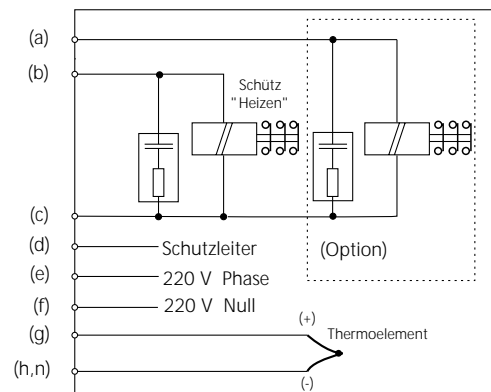 (a)
(b)
Schütz
"Heizen"
(c)
(d) Schutzleiter
(Option)
(e) 220 V Phase
(f) 220 V Null
(g) (+)
Thermoelement
(h,n) (-)